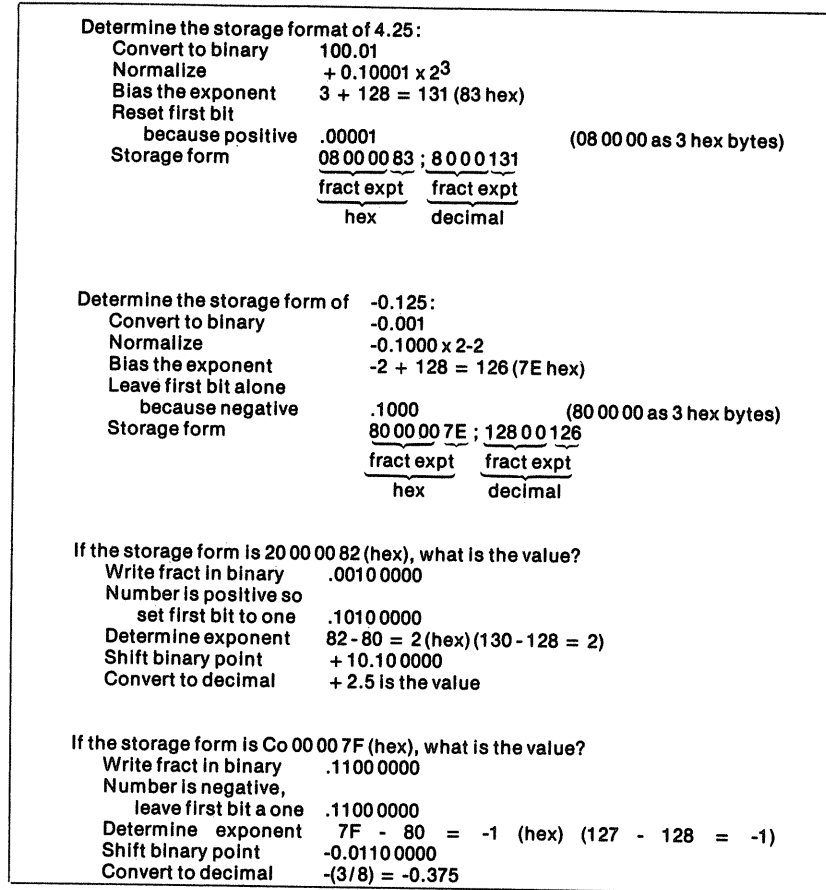 Determine the storage format of 4.25:
Convert to binary 100.01
Normalize + 0.10001 x 2³
Bias the exponent 3 + 128 = 131 (83 hex)
Reset first bit
because positive .00001 (08 00 00 as 3 hex bytes)
Storage form 08 00 00 83 ; 8 0 0 0 131
fract expt fract expt
hex decimal
Determine the storage form of -0.125:
Convert to binary -0.001
Normalize -0.1000 x 2-2
Bias the exponent -2 + 128 = 126 (7E hex)
Leave first bit alone
because negative .1000 (80 00 00 as 3 hex bytes)
Storage form 80 00 00 7E ; 128 0 0 126
fract expt fract expt
hex decimal
If the storage form is 20 00 00 82 (hex), what is the value?
Write fract in binary .0010 0000
Number is positive so
set first bit to one .1010 0000
Determine exponent 82 - 80 = 2 (hex) (130 - 128 = 2)
Shift binary point + 10.10 0000
Convert to decimal + 2.5 is the value
If the storage form is Co 00 00 7F (hex), what is the value?
Write fract in binary .1100 0000
Number is negative,
leave first bit a one .1100 0000
Determine exponent 7F - 80 = -1 (hex) (127 - 128 = -1)
Shift binary point -0.0110 0000
Convert to decimal -(3/8) = -0.375